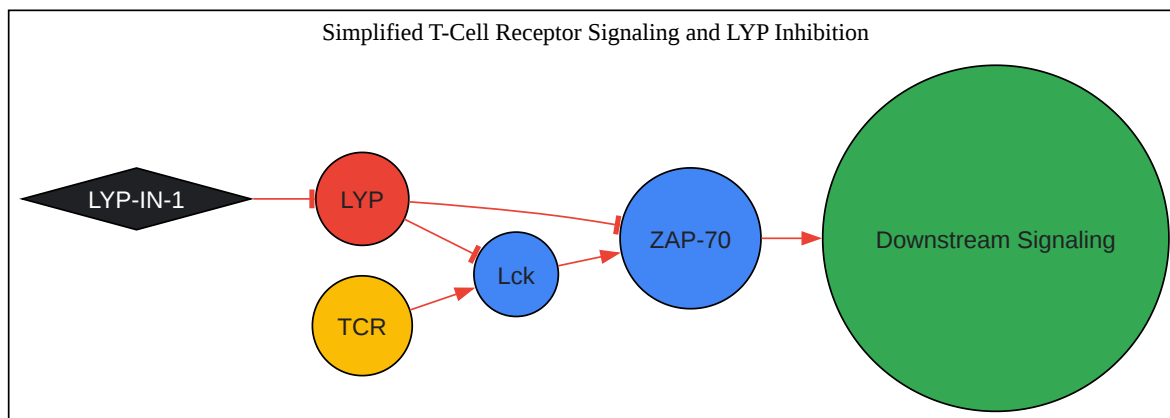 Simplified T-Cell Receptor Signaling and LYP Inhibition
LYP-IN-1
LYP
TCR
Lck
ZAP-70
Downstream Signaling